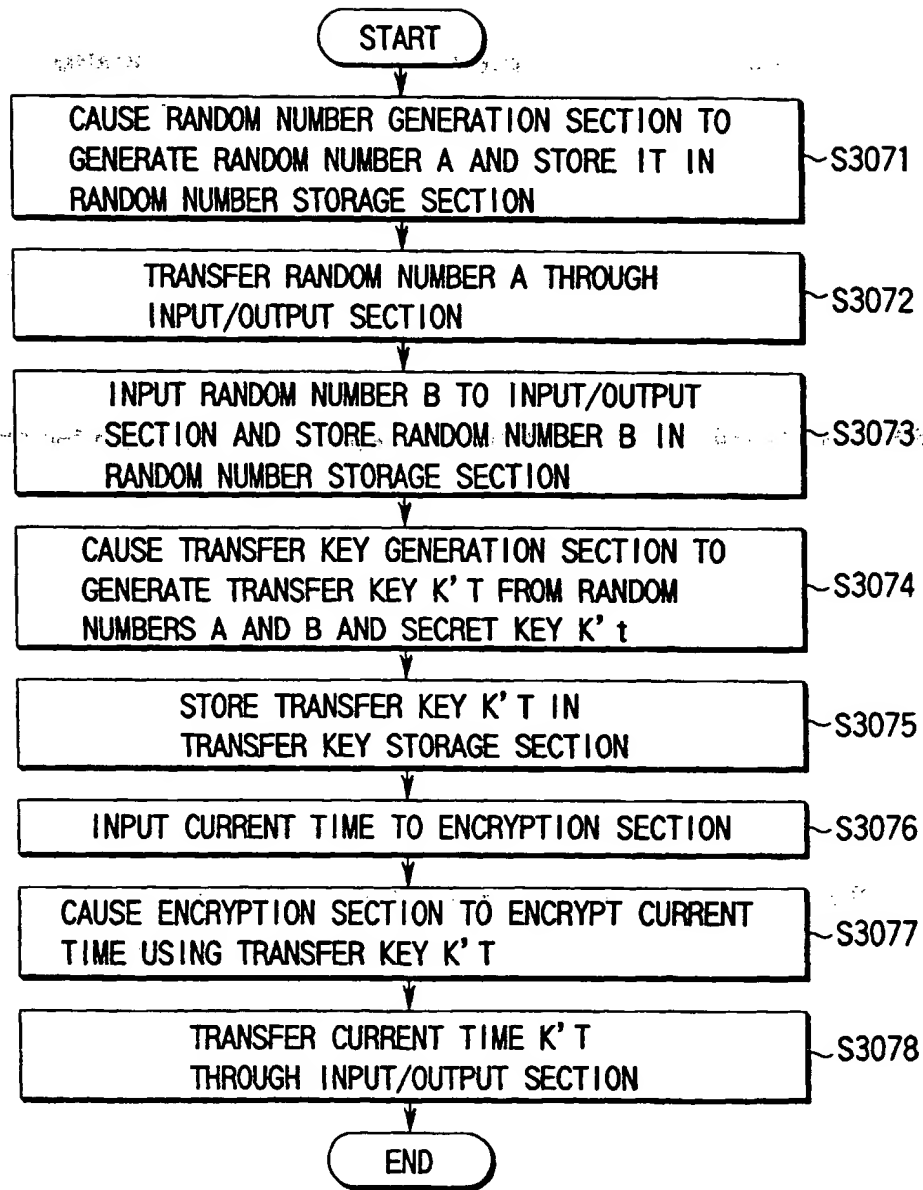 START
CAUSE RANDOM NUMBER GENERATION SECTION TO
GENERATE RANDOM NUMBER A AND STORE IT IN
RANDOM NUMBER STORAGE SECTION
S3071
TRANSFER RANDOM NUMBER A THROUGH
INPUT/OUTPUT SECTION
S3072
INPUT RANDOM NUMBER B TO INPUT/OUTPUT
SECTION AND STORE RANDOM NUMBER B IN
RANDOM NUMBER STORAGE SECTION
S3073
CAUSE TRANSFER KEY GENERATION SECTION TO
GENERATE TRANSFER KEY K'T FROM RANDOM
NUMBERS A AND B AND SECRET KEY K't
S3074
STORE TRANSFER KEY K'T IN
TRANSFER KEY STORAGE SECTION
S3075
INPUT CURRENT TIME TO ENCRYPTION SECTION
S3076
CAUSE ENCRYPTION SECTION TO ENCRYPT CURRENT
TIME USING TRANSFER KEY K'T
S3077
TRANSFER CURRENT TIME K'T
THROUGH INPUT/OUTPUT SECTION
S3078
END